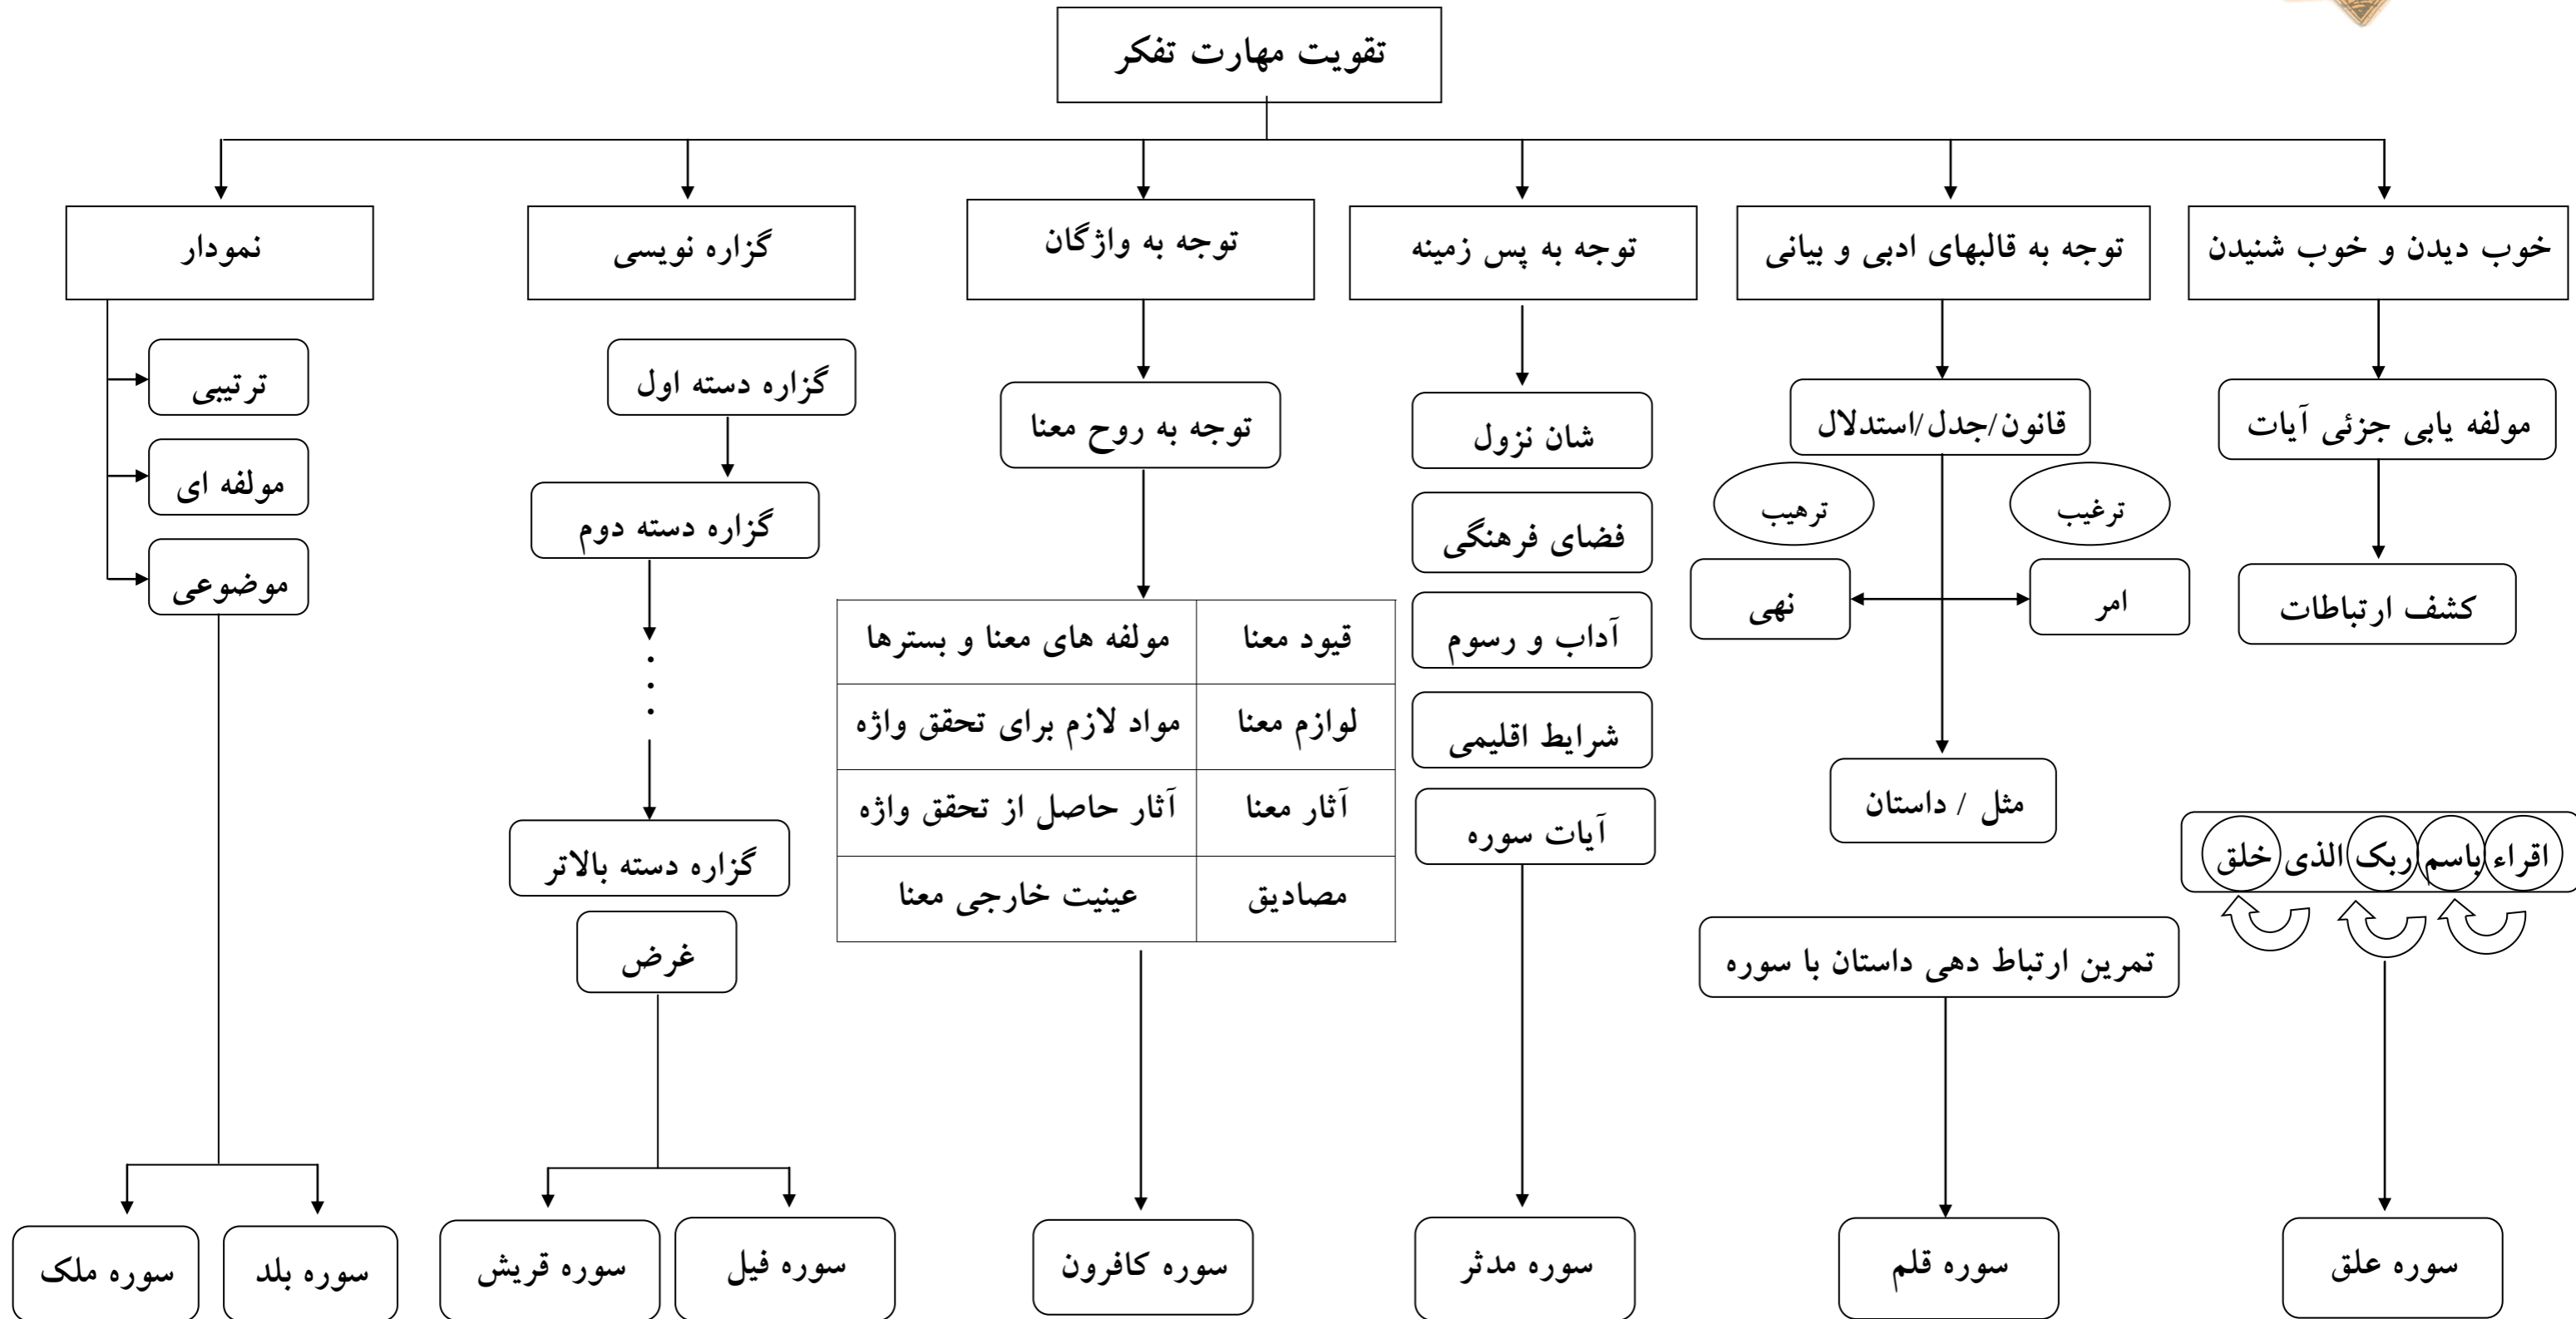 تقویت مهارت تفکر
خوب دیدن و خوب شنیدن
توجه به قالبهای ادبی و بیانی
توجه به پس زمینه
توجه به واژگان
گزاره نویسی
نمودار
مولفه یابی جزئی آیات
کشف ارتباطات
اقراء باسم ربک الذی خلق
سوره علق
قانون/جدل/استدلال
ترغیب
ترهیب
امر
نهی
مثل / داستان
تمرین ارتباط دهی داستان با سوره
سوره قلم
شان نزول
فضای فرهنگی
آداب و رسوم
شرایط اقلیمی
آیات سوره
سوره مدثر
توجه به روح معنا
قیود معنا
مولفه های معنا و بسترها
لوازم معنا
مواد لازم برای تحقق واژه
آثار معنا
آثار حاصل از تحقق واژه
مصادیق
عینیت خارجی معنا
سوره کافرون
گزاره دسته اول
گزاره دسته دوم
.
.
.
گزاره دسته بالاتر
غرض
سوره فیل
سوره قریش
ترتیبی
مولفه ای
موضوعی
سوره بلد
سوره ملک